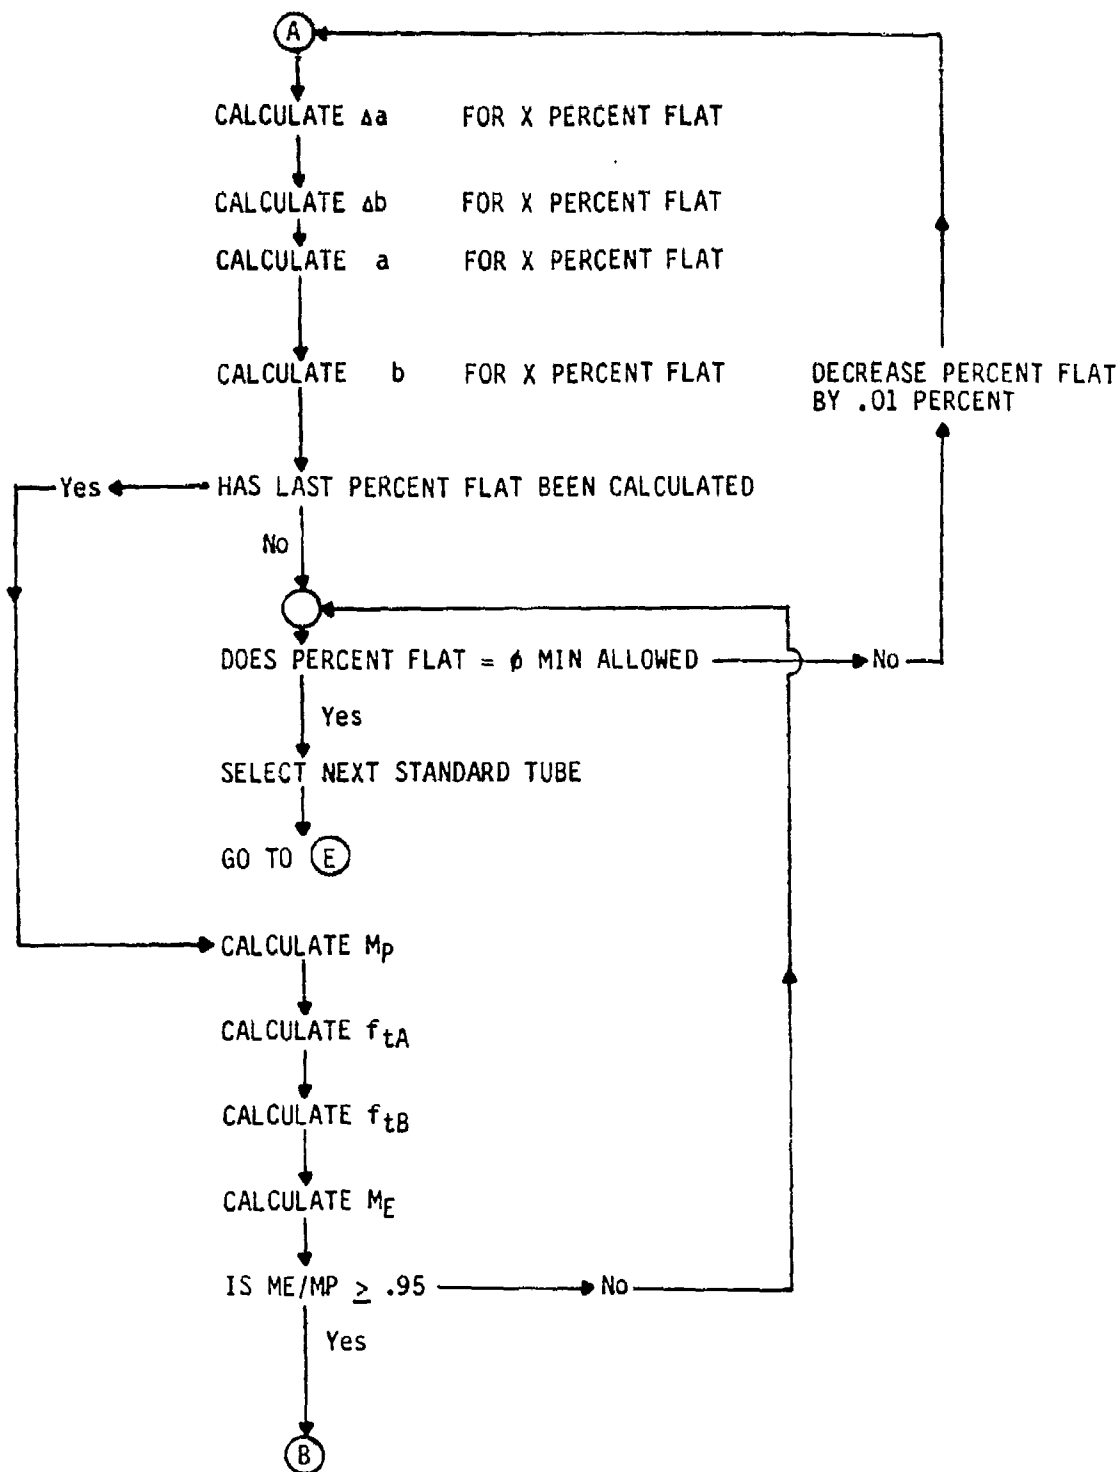 A
CALCULATE Δa FOR X PERCENT FLAT
CALCULATE Δb FOR X PERCENT FLAT
CALCULATE a FOR X PERCENT FLAT
CALCULATE b FOR X PERCENT FLAT
DECREASE PERCENT FLAT
BY .01 PERCENT
Yes
HAS LAST PERCENT FLAT BEEN CALCULATED
No
DOES PERCENT FLAT = ϕ MIN ALLOWED
No
Yes
SELECT NEXT STANDARD TUBE
GO TO E
CALCULATE Mp
CALCULATE ftA
CALCULATE ftB
CALCULATE ME
IS ME/MP ≥ .95
No
Yes
B